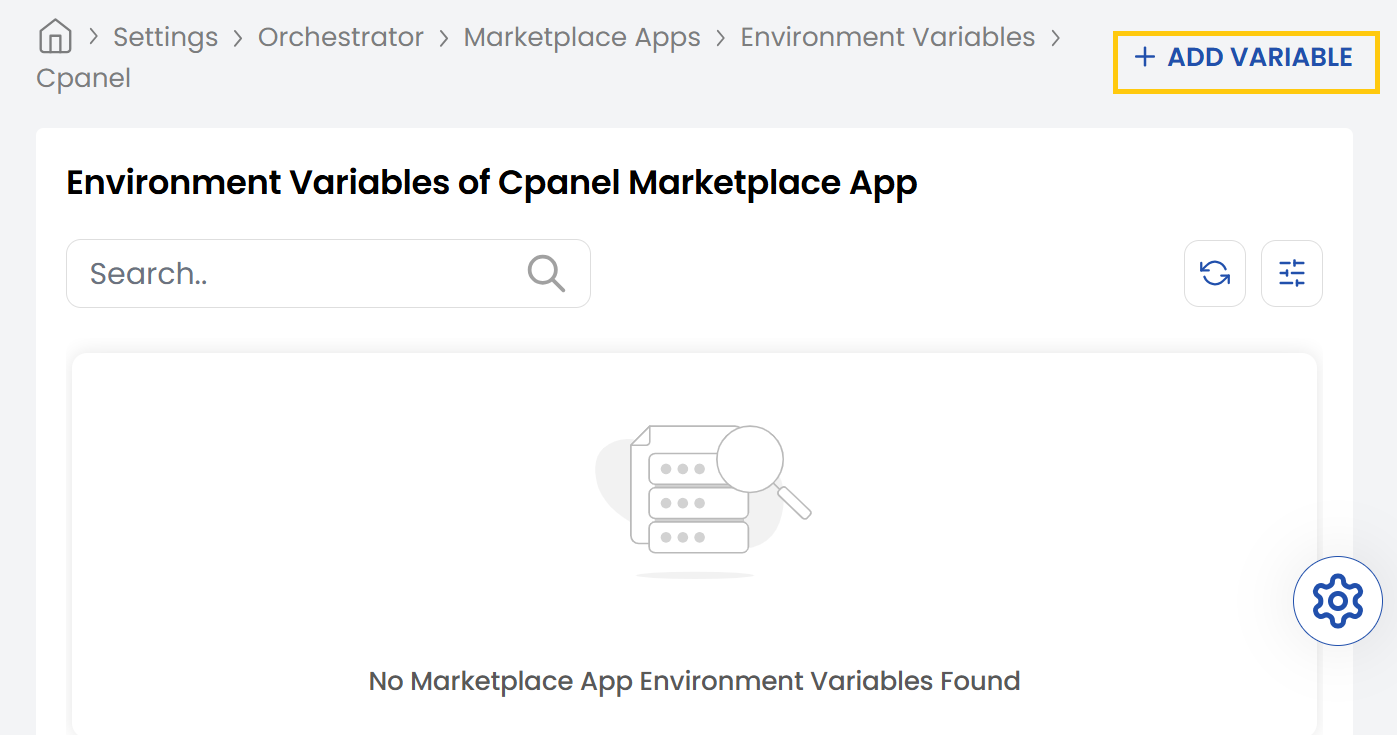 Settings > Orchestrator > Marketplace Apps > Environment Variables >
Cpanel
+ ADD VARIABLE
Environment Variables of Cpanel Marketplace App
Search..
No Marketplace App Environment Variables Found